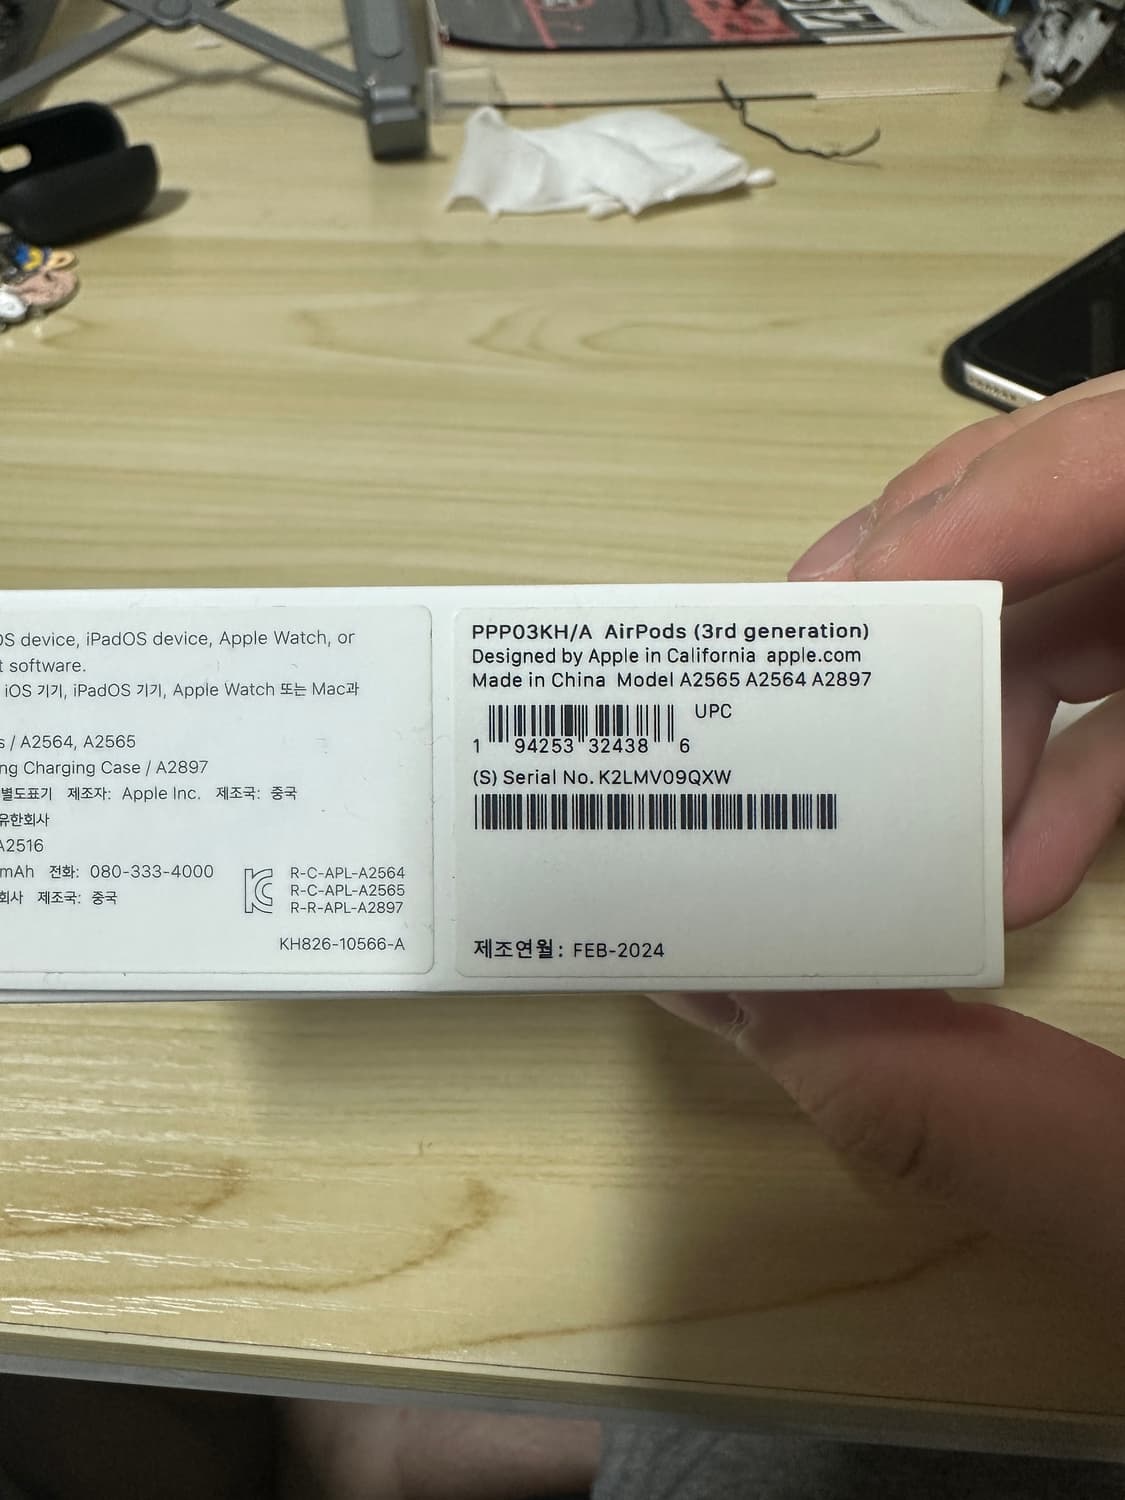 OS device, iPadOS device, Apple Watch, or
t software.
iOS 기기, iPadOS 기기, Apple Watch 또는 Mac과
s / A2564, A2565
ng Charging Case / A2897
별도표기 제조자: Apple Inc. 제조국: 중국
유한회사
A2516
mAh 전화: 080-333-4000
회사 제조국: 중국
R-C-APL-A2564
R-C-APL-A2565
R-R-APL-A2897
KH826-10566-A
PPP03KH/A AirPods (3rd generation)
Designed by Apple in California apple.com
Made in China Model A2565 A2564 A2897
UPC
1 94253 32438 6
(S) Serial No. K2LMV09QXW
제조연월: FEB-2024